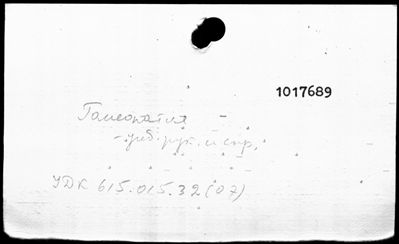 1017689
Гомеопатия
- учеб. рук. и спр.
УДК 615.015.32(07)